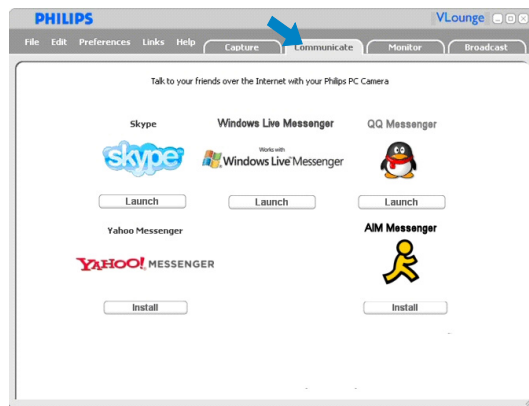 PHILIPS
VLounge
File Edit Preferences Links Help Capture Communicate Monitor Broadcast
Talk to your friends over the Internet with your Philips PC Camera
Skype Windows Live Messenger QQ Messenger
skype
Works with
Windows Live Messenger
Launch Launch Launch
Yahoo Messenger AIM Messenger
YAHOO! MESSENGER
Install Install